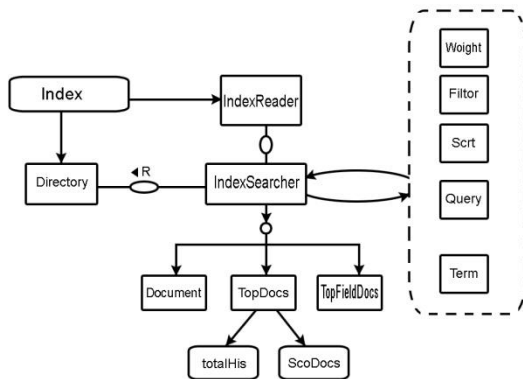 Index
IndexReader
Directory
R
IndexSearcher
Document
TopDocs
TopFieldDocs
totalHis
ScoDocs
Woight
Filtor
Scrt
Query
Term